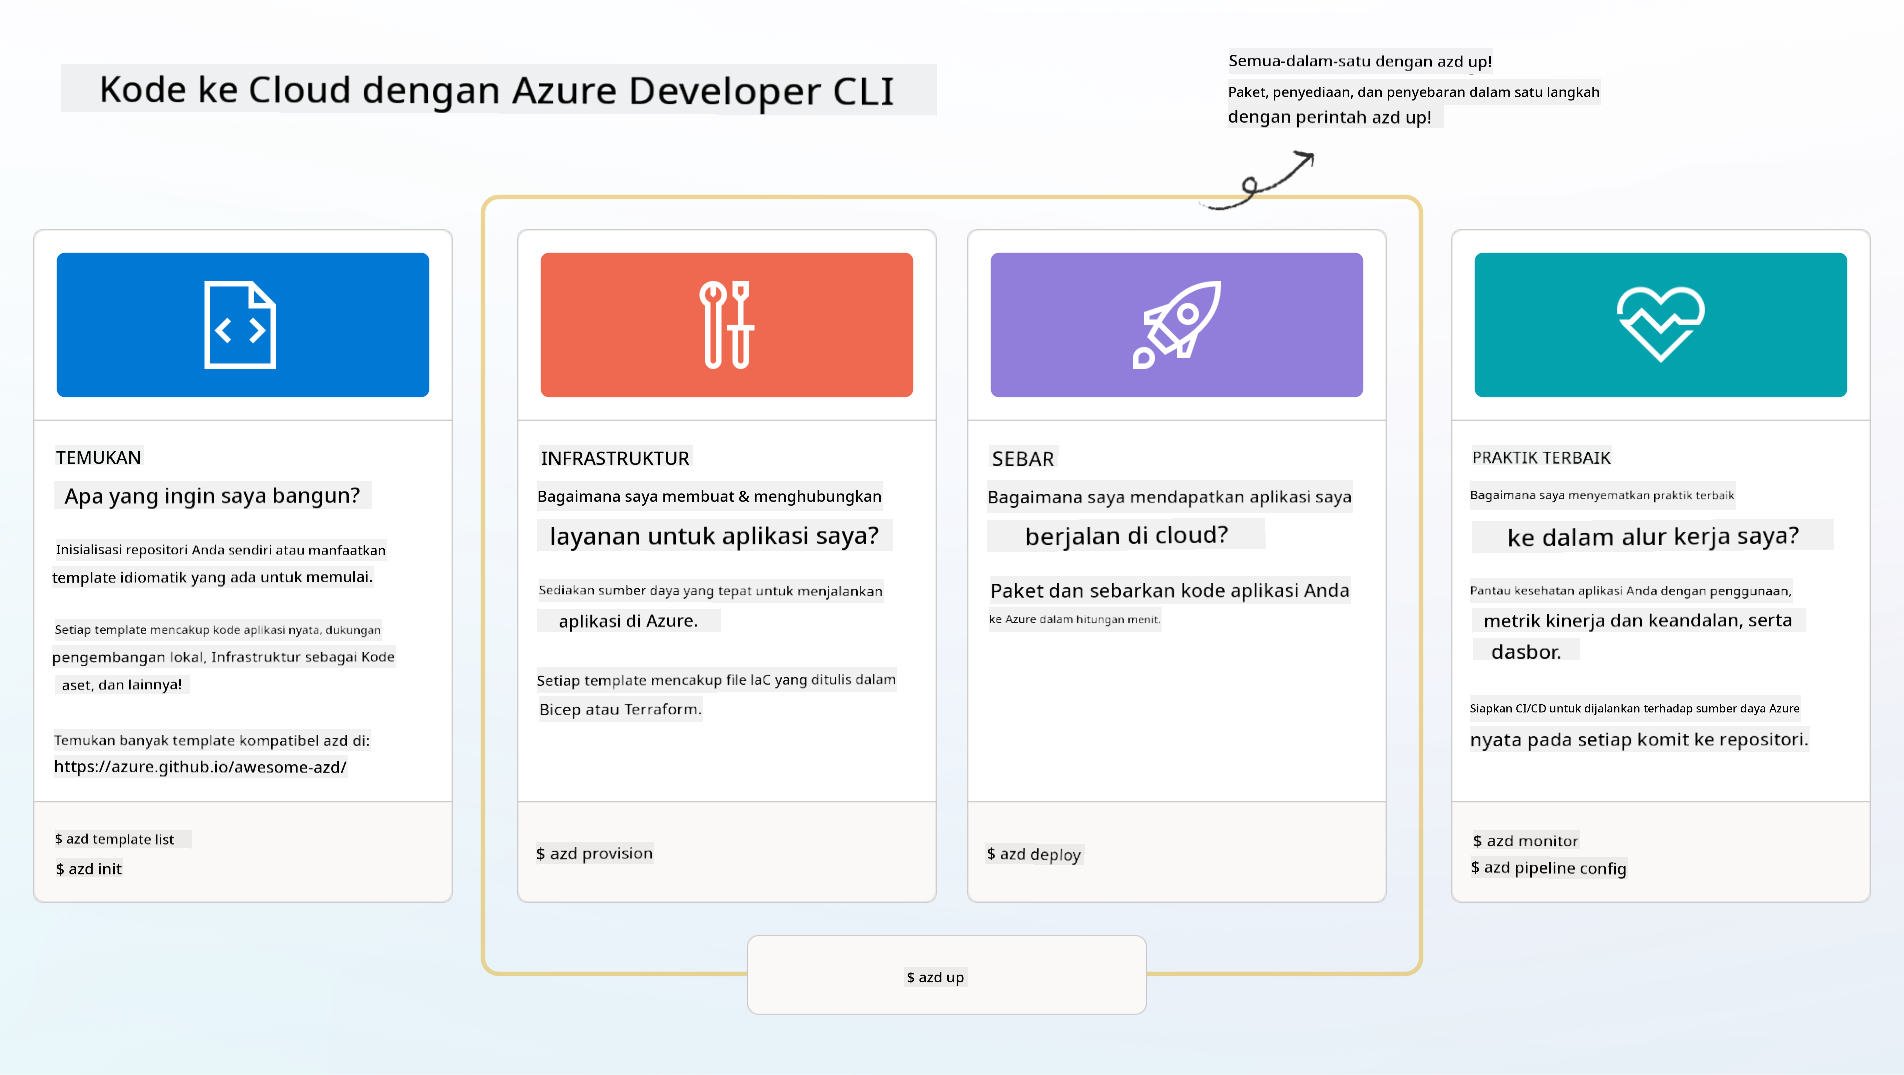 Kode ke Cloud dengan Azure Developer CLI
Semua-dalam-satu dengan azd up!
Paket, penyediaan, dan penyebaran dalam satu langkah
dengan perintah azd up!
TEMUKAN
Apa yang ingin saya bangun?
Inisialisasi repositori Anda sendiri atau manfaatkan
template idiomatik yang ada untuk memulai.
Setiap template mencakup kode aplikasi nyata, dukungan
pengembangan lokal, Infrastruktur sebagai Kode
aset, dan lainnya!
Temukan banyak template kompatibel azd di:
https://azure.github.io/awesome-azd/
$ azd template list
$ azd init
INFRASTRUKTUR
Bagaimana saya membuat & menghubungkan
layanan untuk aplikasi saya?
Sediakan sumber daya yang tepat untuk menjalankan
aplikasi di Azure.
Setiap template mencakup file laC yang ditulis dalam
Bicep atau Terraform.
$ azd provision
SEBAR
Bagaimana saya mendapatkan aplikasi saya
berjalan di cloud?
Paket dan sebarkan kode aplikasi Anda
ke Azure dalam hitungan menit.
$ azd deploy
PRAKTIK TERBAIK
Bagaimana saya menyematkan praktik terbaik
ke dalam alur kerja saya?
Pantau kesehatan aplikasi Anda dengan penggunaan,
metrik kinerja dan keandalan, serta
dasbor.
Siapkan CI/CD untuk dijalankan terhadap sumber daya Azure
nyata pada setiap komit ke repositori.
$ azd monitor
$ azd pipeline config
$ azd up